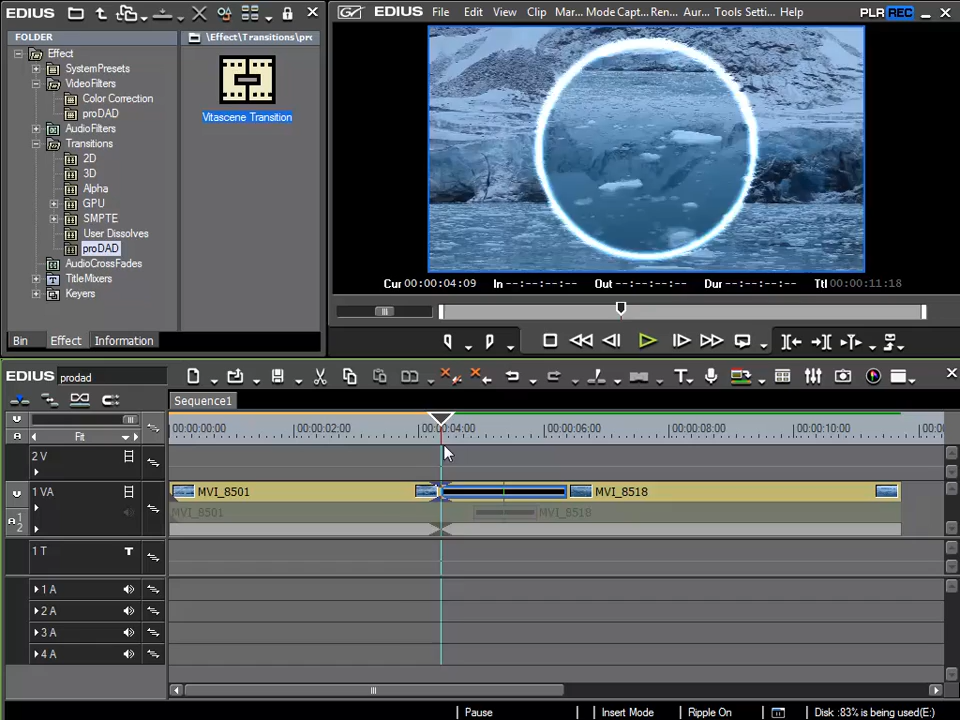 FOLDER
Effect
SystemPresets
VideoFilters
Color Correction
proDAD
AudioFilters
Transitions
2D
3D
Alpha
GPU
SMPTE
User Dissolves
proDAD
AudioCrossFades
TitleMixers
Keyers
Bin Effect Information
\Effect\Transitions\prc
Vitascene Transition
EDIUS File Edit View Clip Mar... Mode Capt... Ren... Aur... Tools Setti... Help PLR REC
Cur 00:00:04:09 In --:--:--:-- Out --:--:--:-- Dur --:--:--:-- Ttl 00:00:11:18
EDIUS prodad
Sequence1
Fit
00:00:00:00 00:00:02:00 00:00:04:00 00:00:06:00 00:00:08:00 00:00:10:00 00:00
2 V
1 VA MVI_8501 MVI_8518
MVI_8501 MVI_8518
1 2
1 T T
1 A
2 A
3 A
4 A
Pause Insert Mode Ripple On Disk :83% is being used(E:)